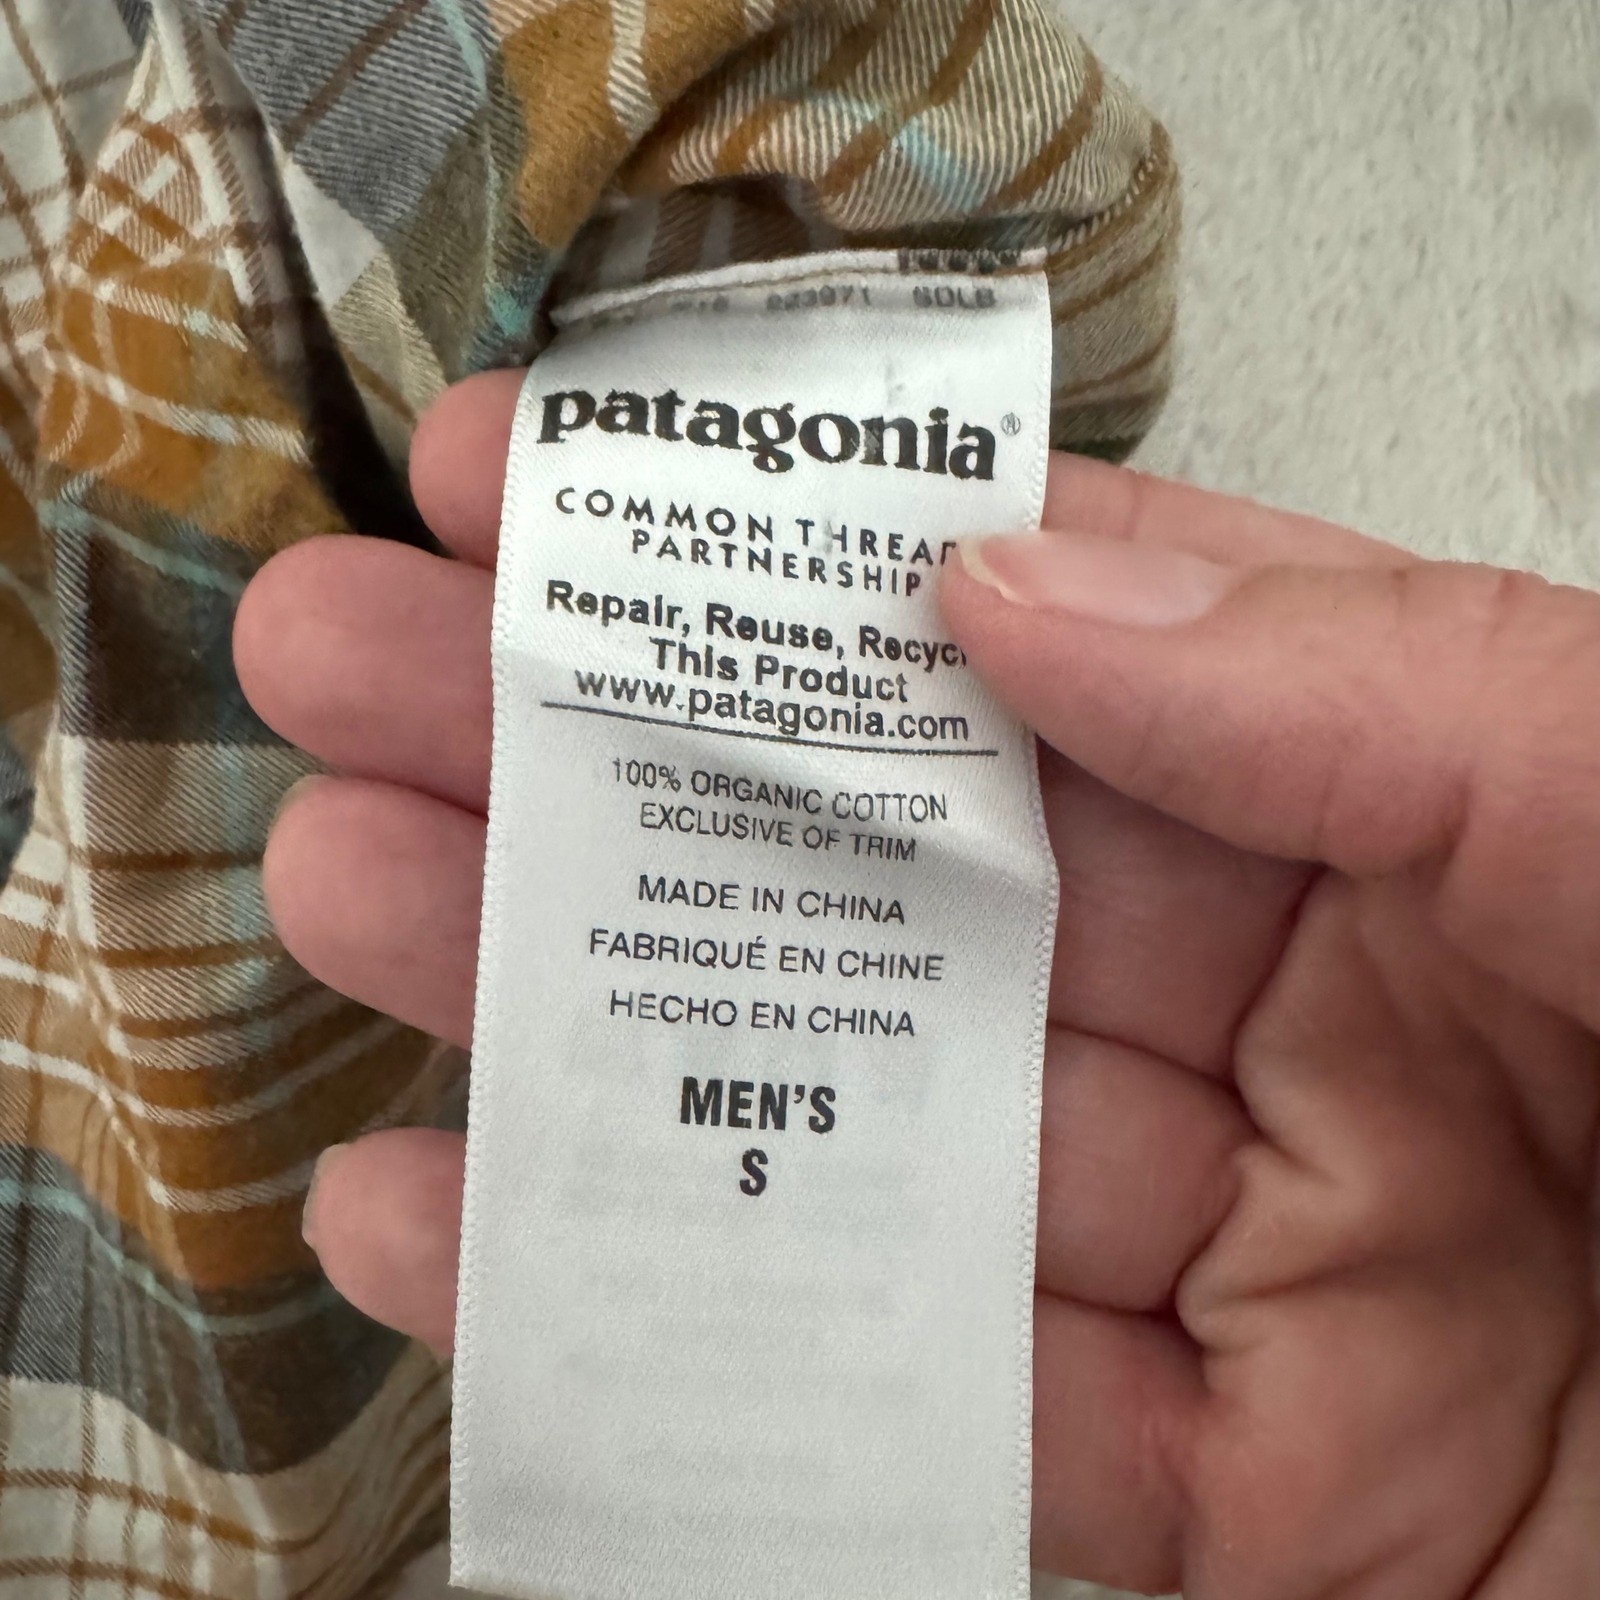 patagonia®
COMMON THREAD
PARTNERSHIP
Repair, Reuse, Recycl
This Product
www.patagonia.com
100% ORGANIC COTTON
EXCLUSIVE OF TRIM
MADE IN CHINA
FABRIQUÉ EN CHINE
HECHO EN CHINA
MEN'S
S